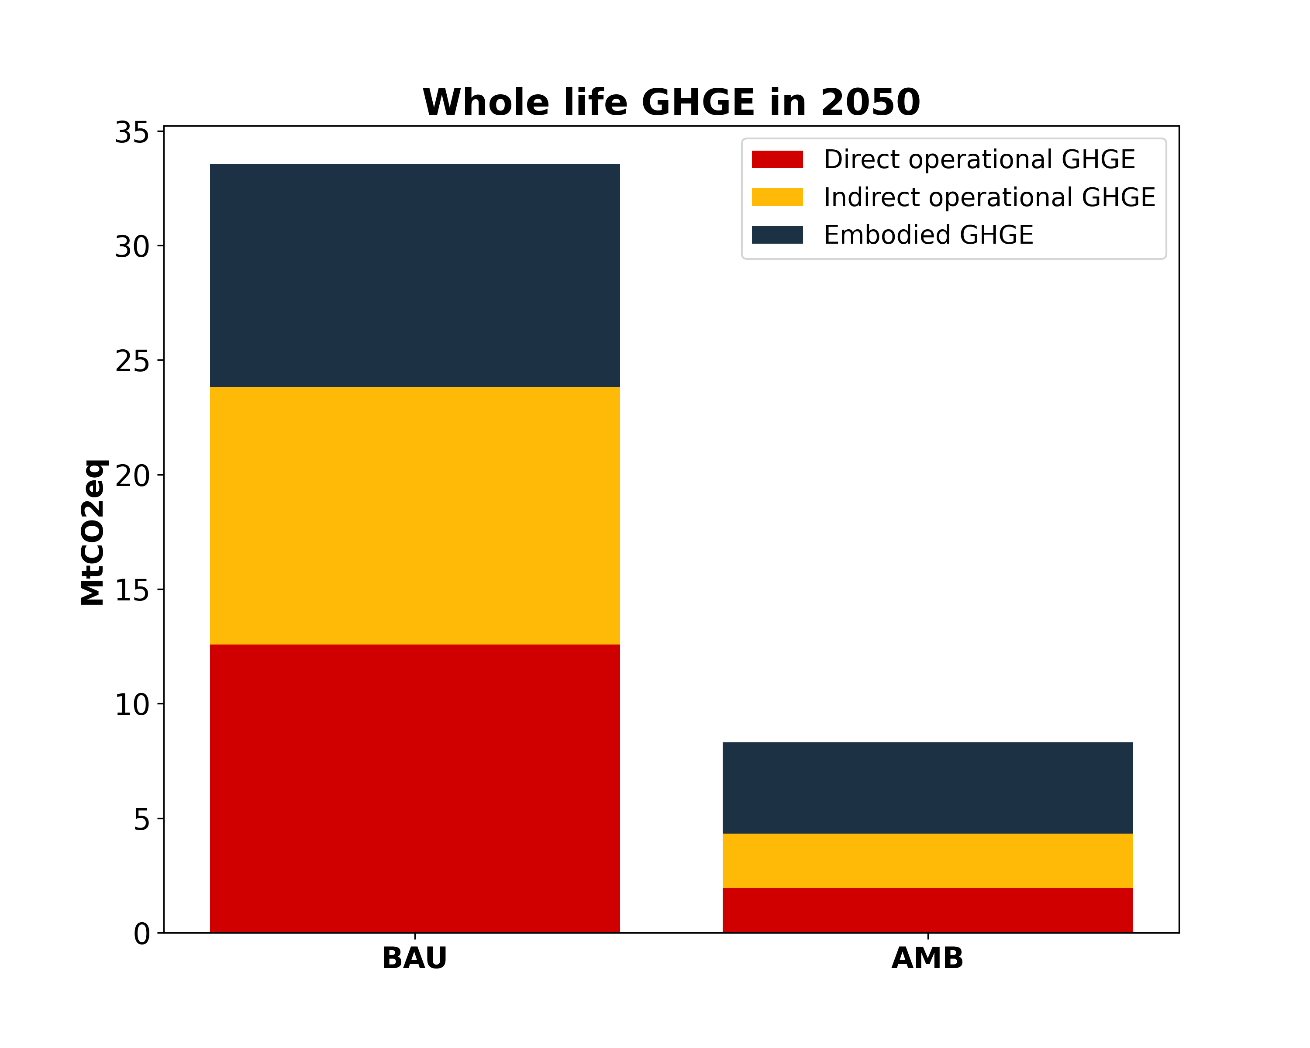 Whole life GHGE in 2050
MtCO2eq
35
30
25
20
15
10
5
0
Direct operational GHGE
Indirect operational GHGE
Embodied GHGE
BAU
AMB